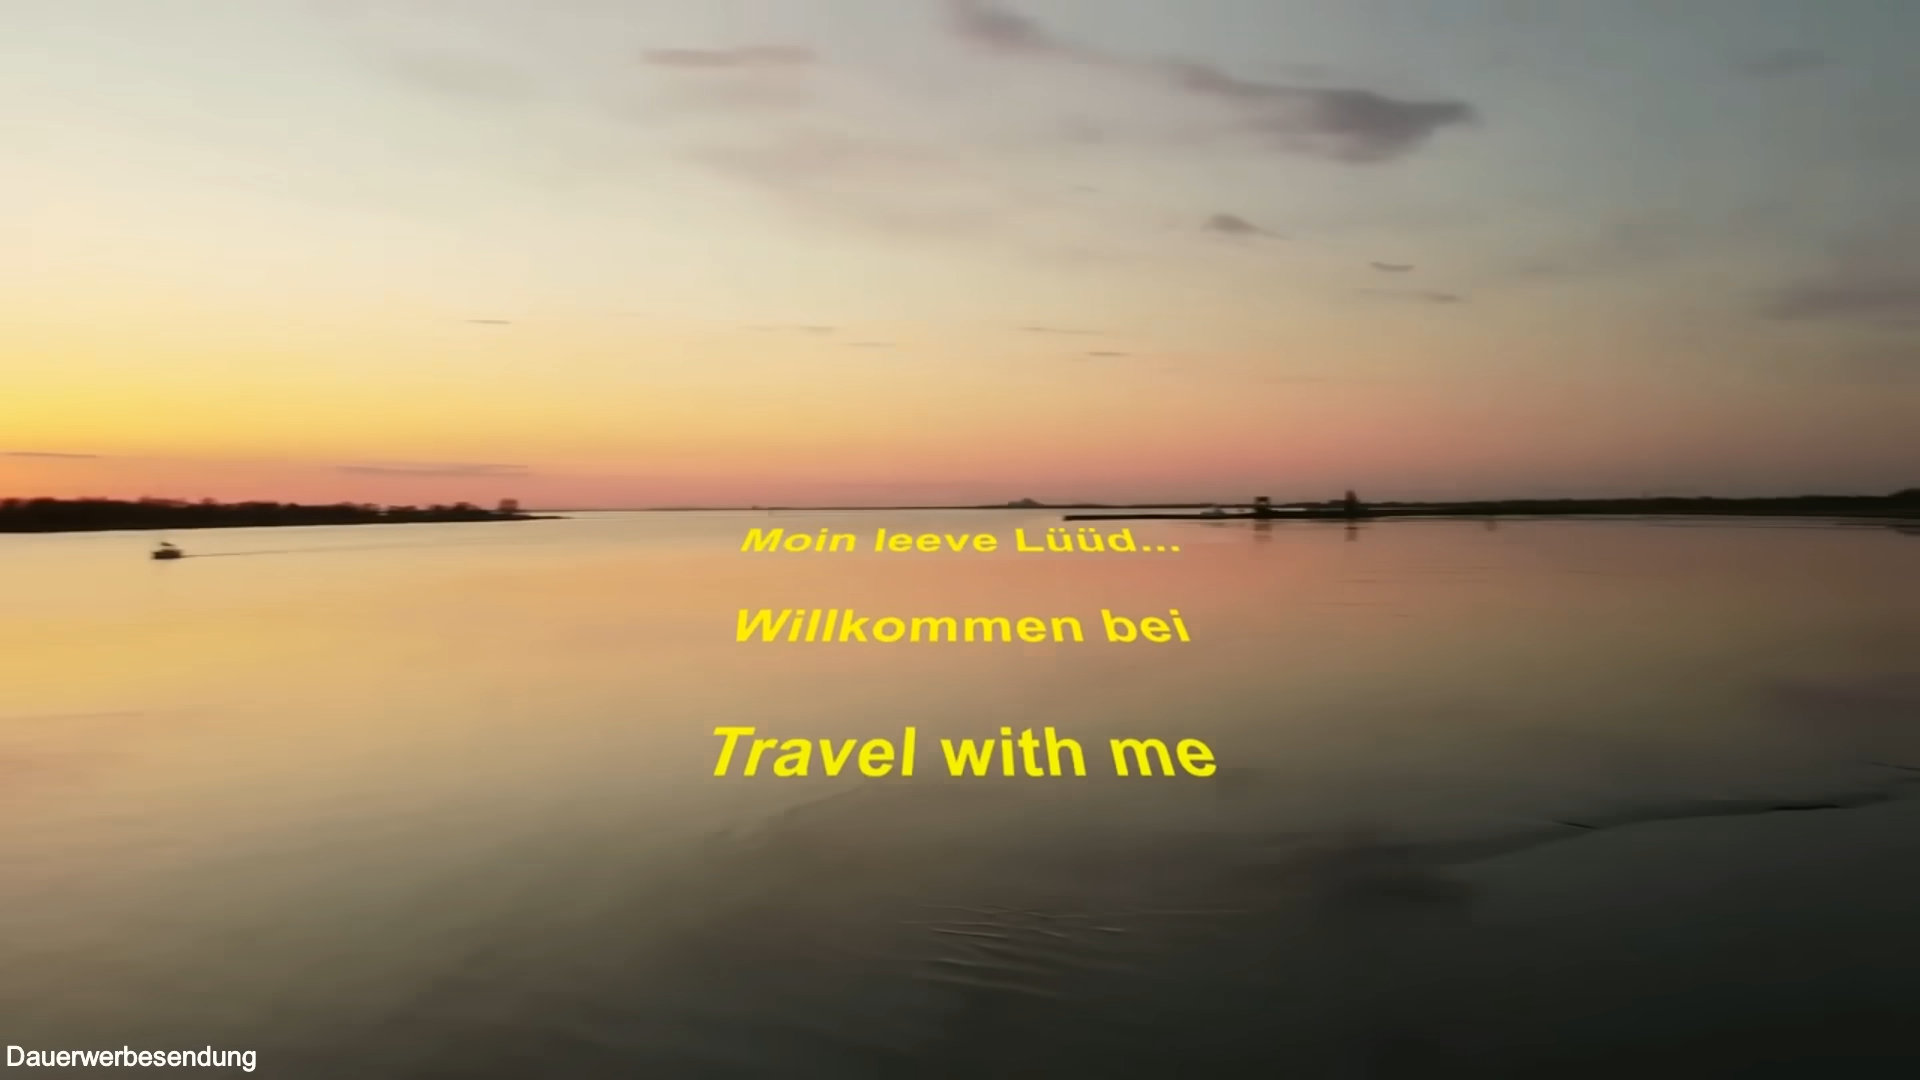 Moin leeve Lüüd...
Willkommen bei
Travel with me
Dauerwerbesendung